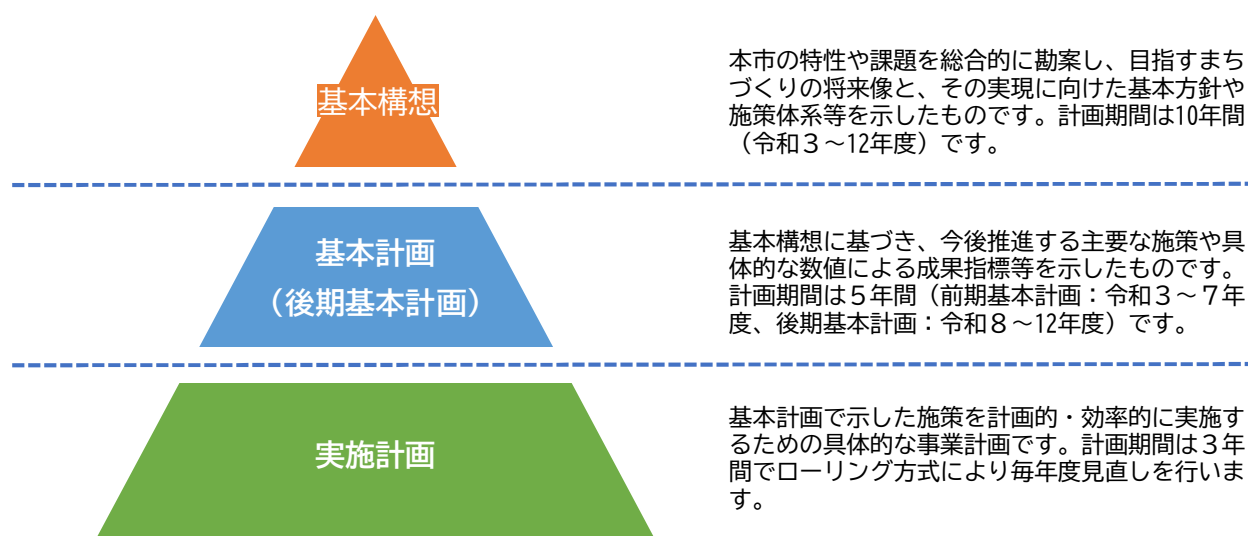 基本構想
本市の特性や課題を総合的に勘案し、目指すまち
づくりの将来像と、その実現に向けた基本方針や
施策体系等を示したものです。計画期間は10年間
（令和３～12年度）です。
基本計画
（後期基本計画）
基本構想に基づき、今後推進する主要な施策や具
体的な数値による成果指標等を示したものです。
計画期間は５年間（前期基本計画：令和３～７年
度、後期基本計画：令和８～12年度）です。
実施計画
基本計画で示した施策を計画的・効率的に実施す
るための具体的な事業計画です。計画期間は３年
間でローリング方式により毎年度見直しを行いま
す。